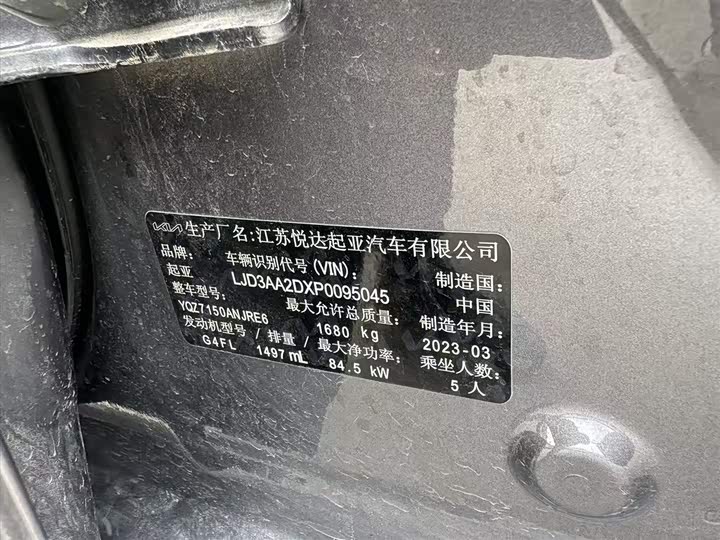 KIA 生产厂名:江苏悦达起亚汽车有限公司
品牌: 车辆识别代号(VIN): 制造国:
起亚 LJD3AA2DXP0095045 中国
整车型号: 最大允许总质量: 制造年月:
YQZ7150ANJRE6 1680 kg 2023-03
发动机型号/排量/最大净功率: 乘坐人数:
G4FL 1497mL 84.5 kW 5 人